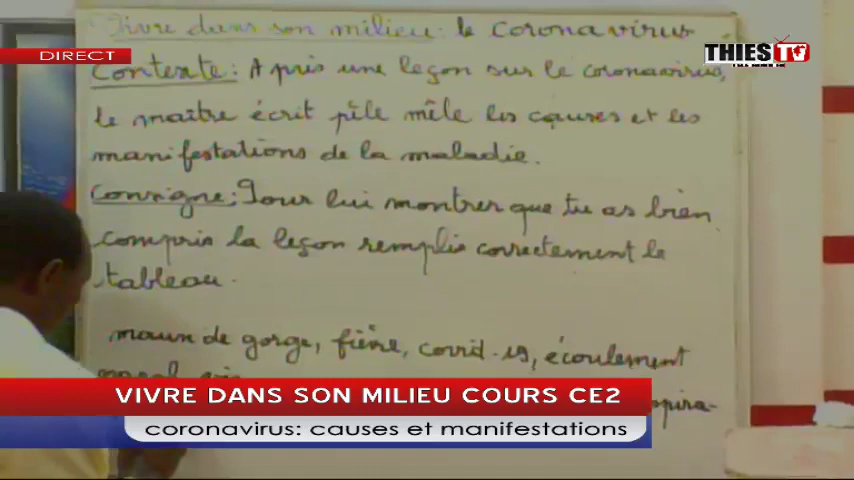 Vivre dans son milieu : le coronavirus
DIRECT
THIESTV
Contexte : Après une leçon sur le coronavirus,
le maître écrit pêle mêle les causes et les
manifestations de la maladie.
Consigne : Pour lui montrer que tu as bien
compris la leçon remplis correctement le
tableau.
maux de gorge, fièvre, covid-19, écoulement
VIVRE DANS SON MILIEU COURS CE2
coronavirus: causes et manifestations